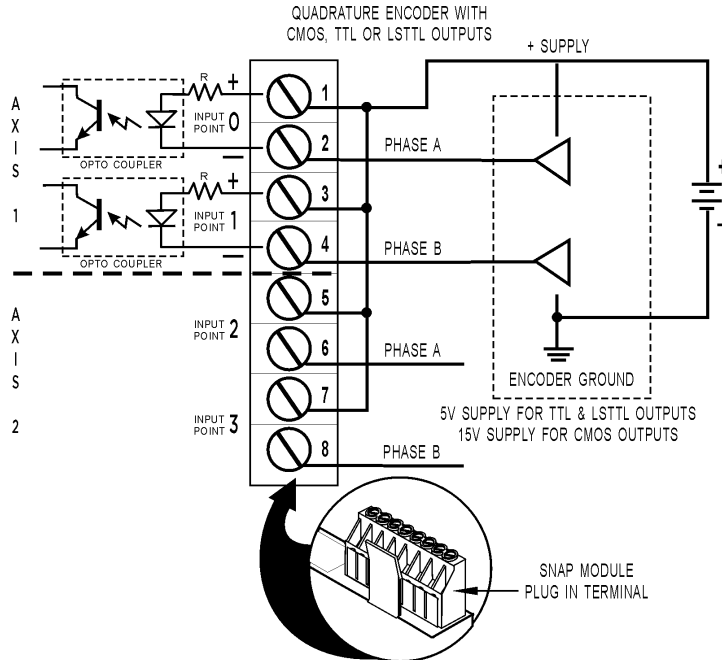 QUADRATURE ENCODER WITH
CMOS, TTL OR LSTTL OUTPUTS
+ SUPPLY
AXIS 1
R
+
INPUT
POINT 0
–
OPTO COUPLER
R
+
INPUT
POINT 1
–
OPTO COUPLER
AXIS 2
INPUT
POINT 2
INPUT
POINT 3
1
2
3
4
5
6
7
8
PHASE A
PHASE B
PHASE A
PHASE B
+
–
ENCODER GROUND
5V SUPPLY FOR TTL & LSTTL OUTPUTS
15V SUPPLY FOR CMOS OUTPUTS
SNAP MODULE
PLUG IN TERMINAL